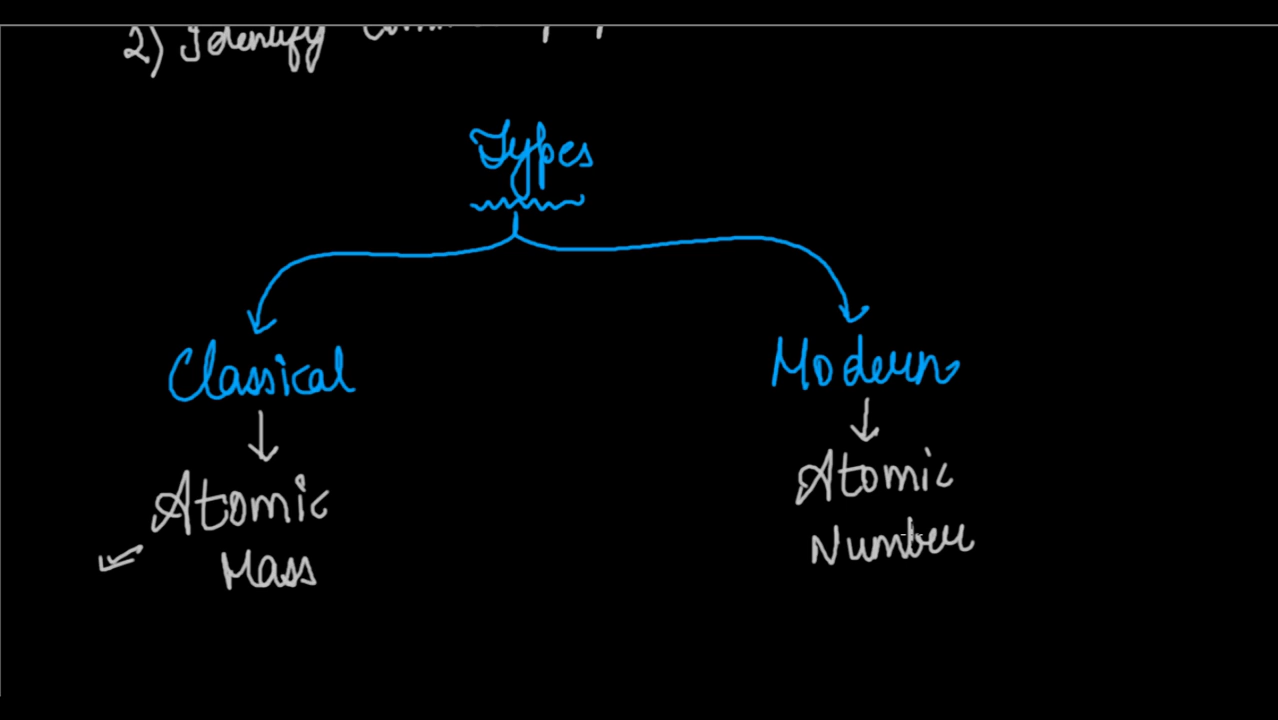 2) Identify
Types
Classical
Modern
Atomic
Mass
Atomic
Number